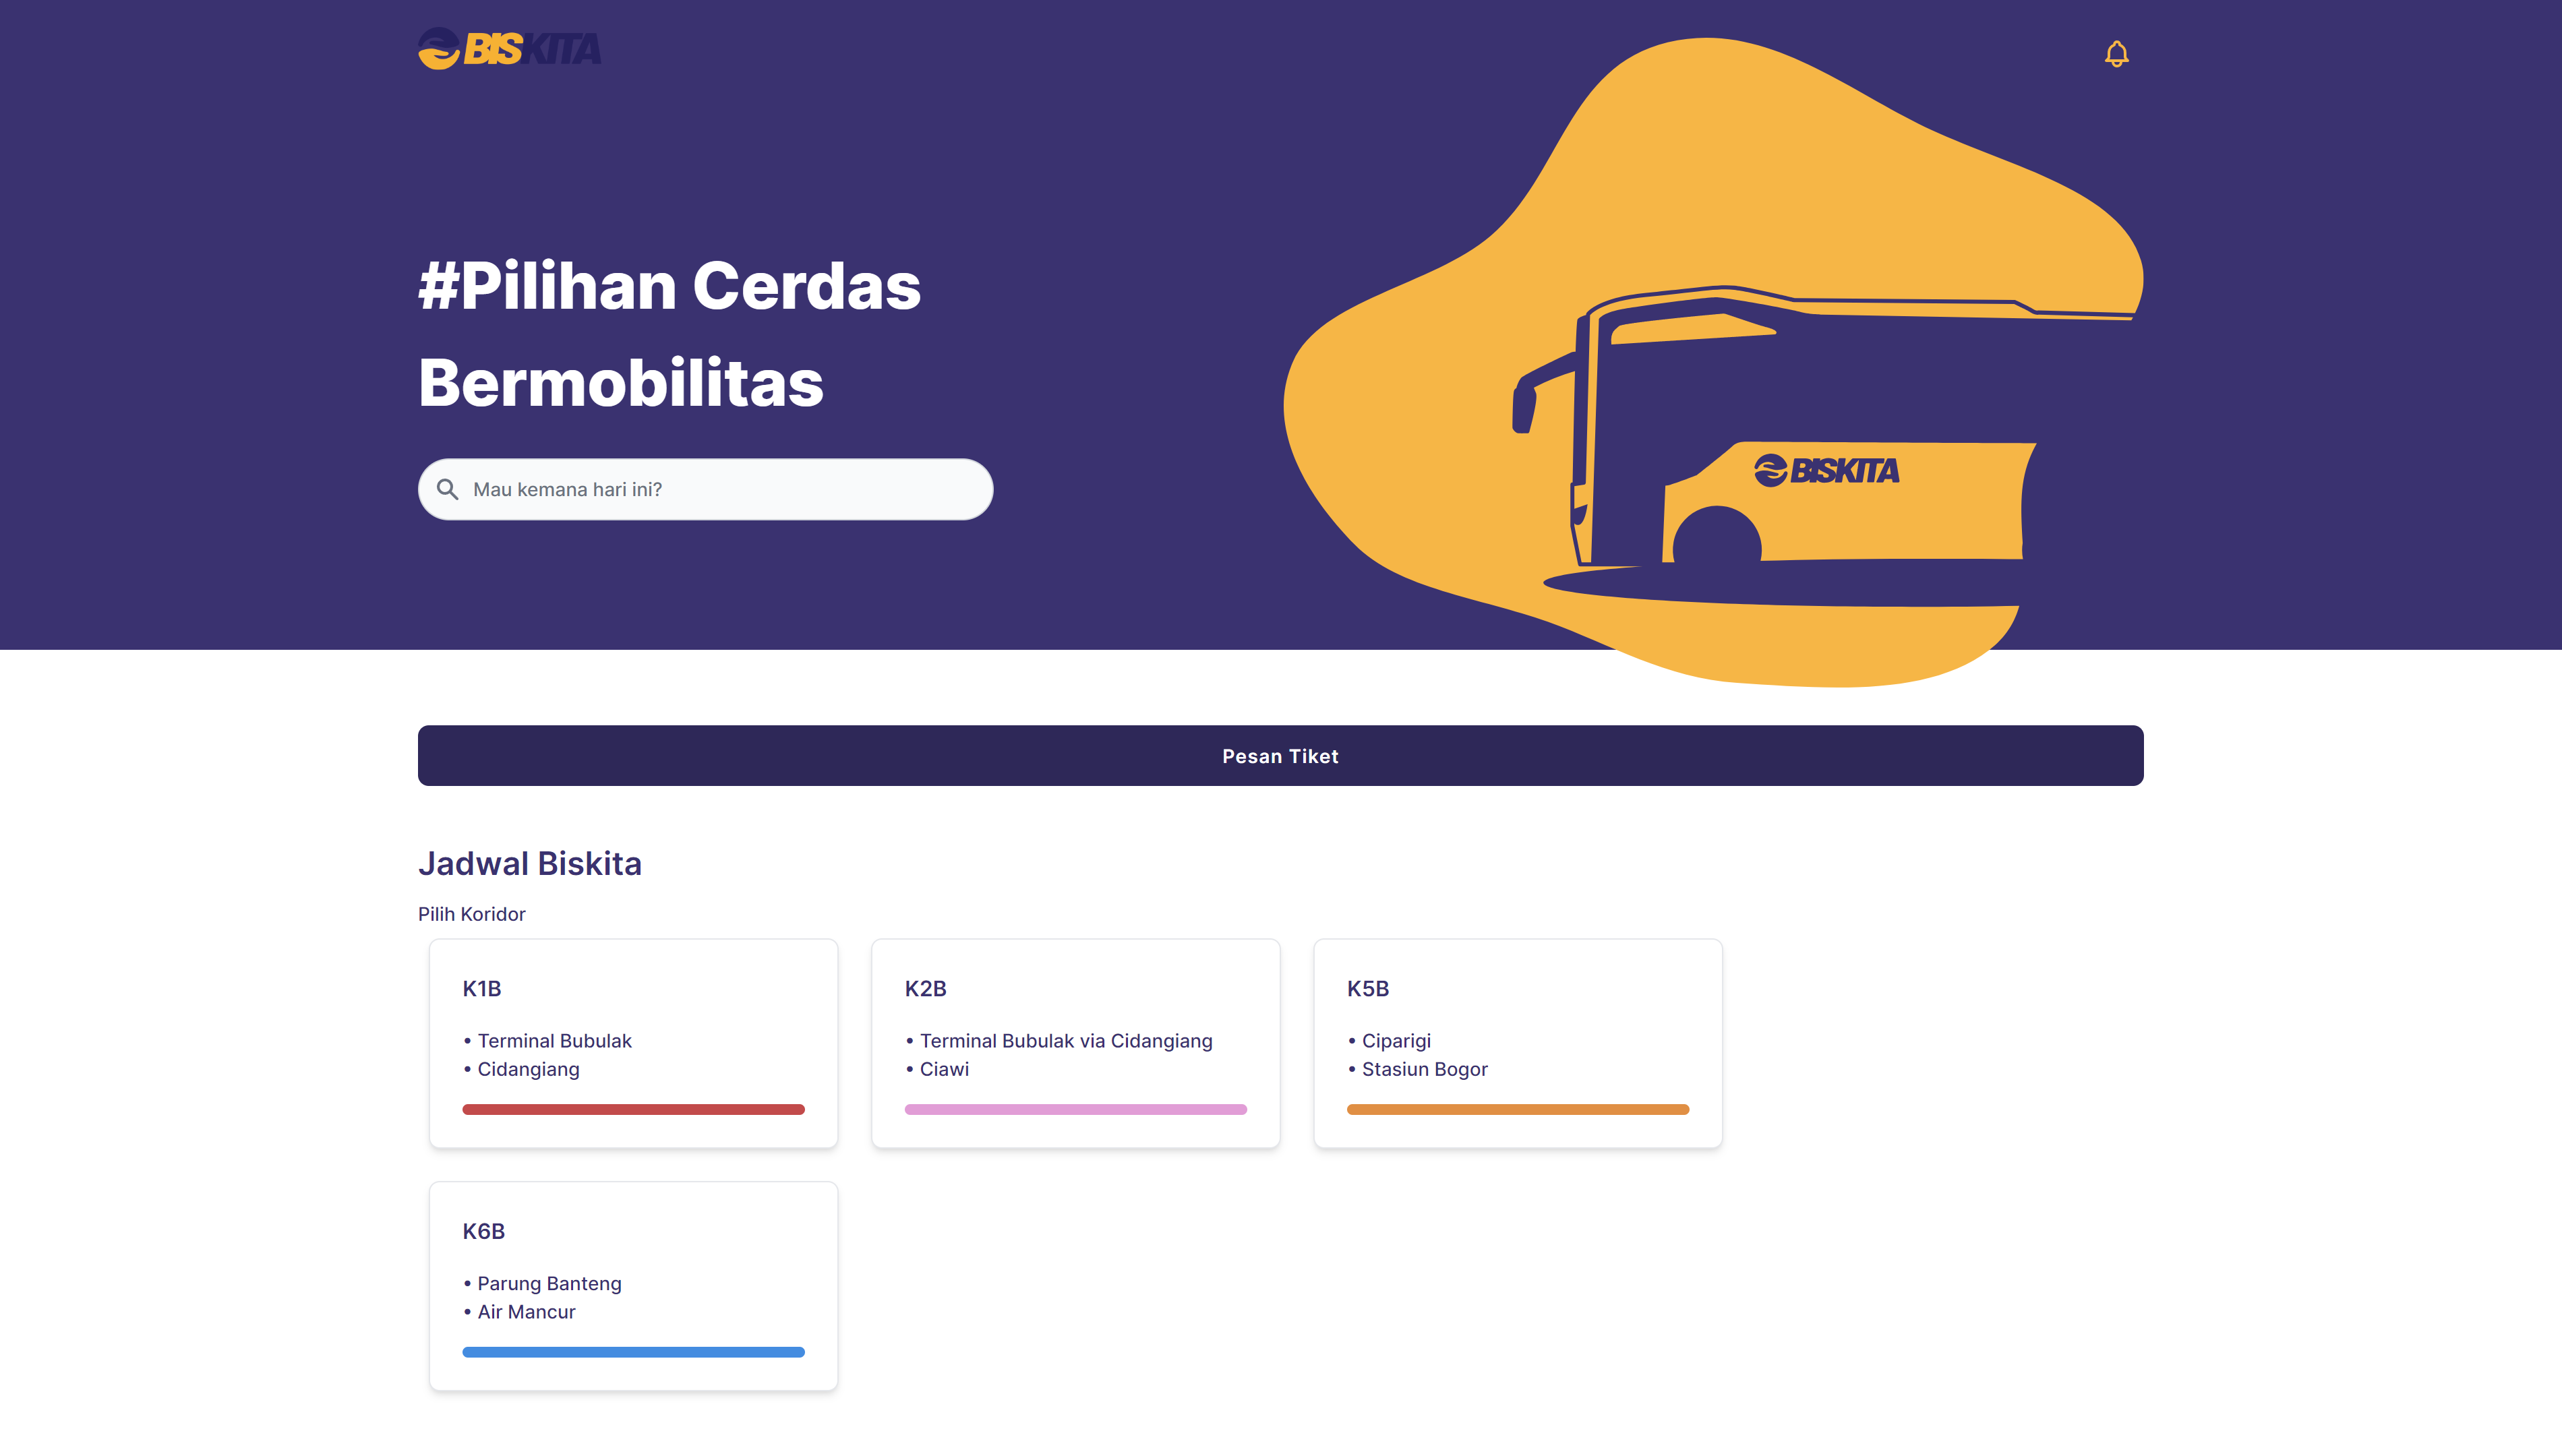 BISKITA
#Pilihan Cerdas
Bermobilitas
Mau kemana hari ini?
BISKITA
Pesan Tiket
Jadwal Biskita
Pilih Koridor
K1B
• Terminal Bubulak
• Cidangiang
K2B
• Terminal Bubulak via Cidangiang
• Ciawi
K5B
• Ciparigi
• Stasiun Bogor
K6B
• Parung Banteng
• Air Mancur